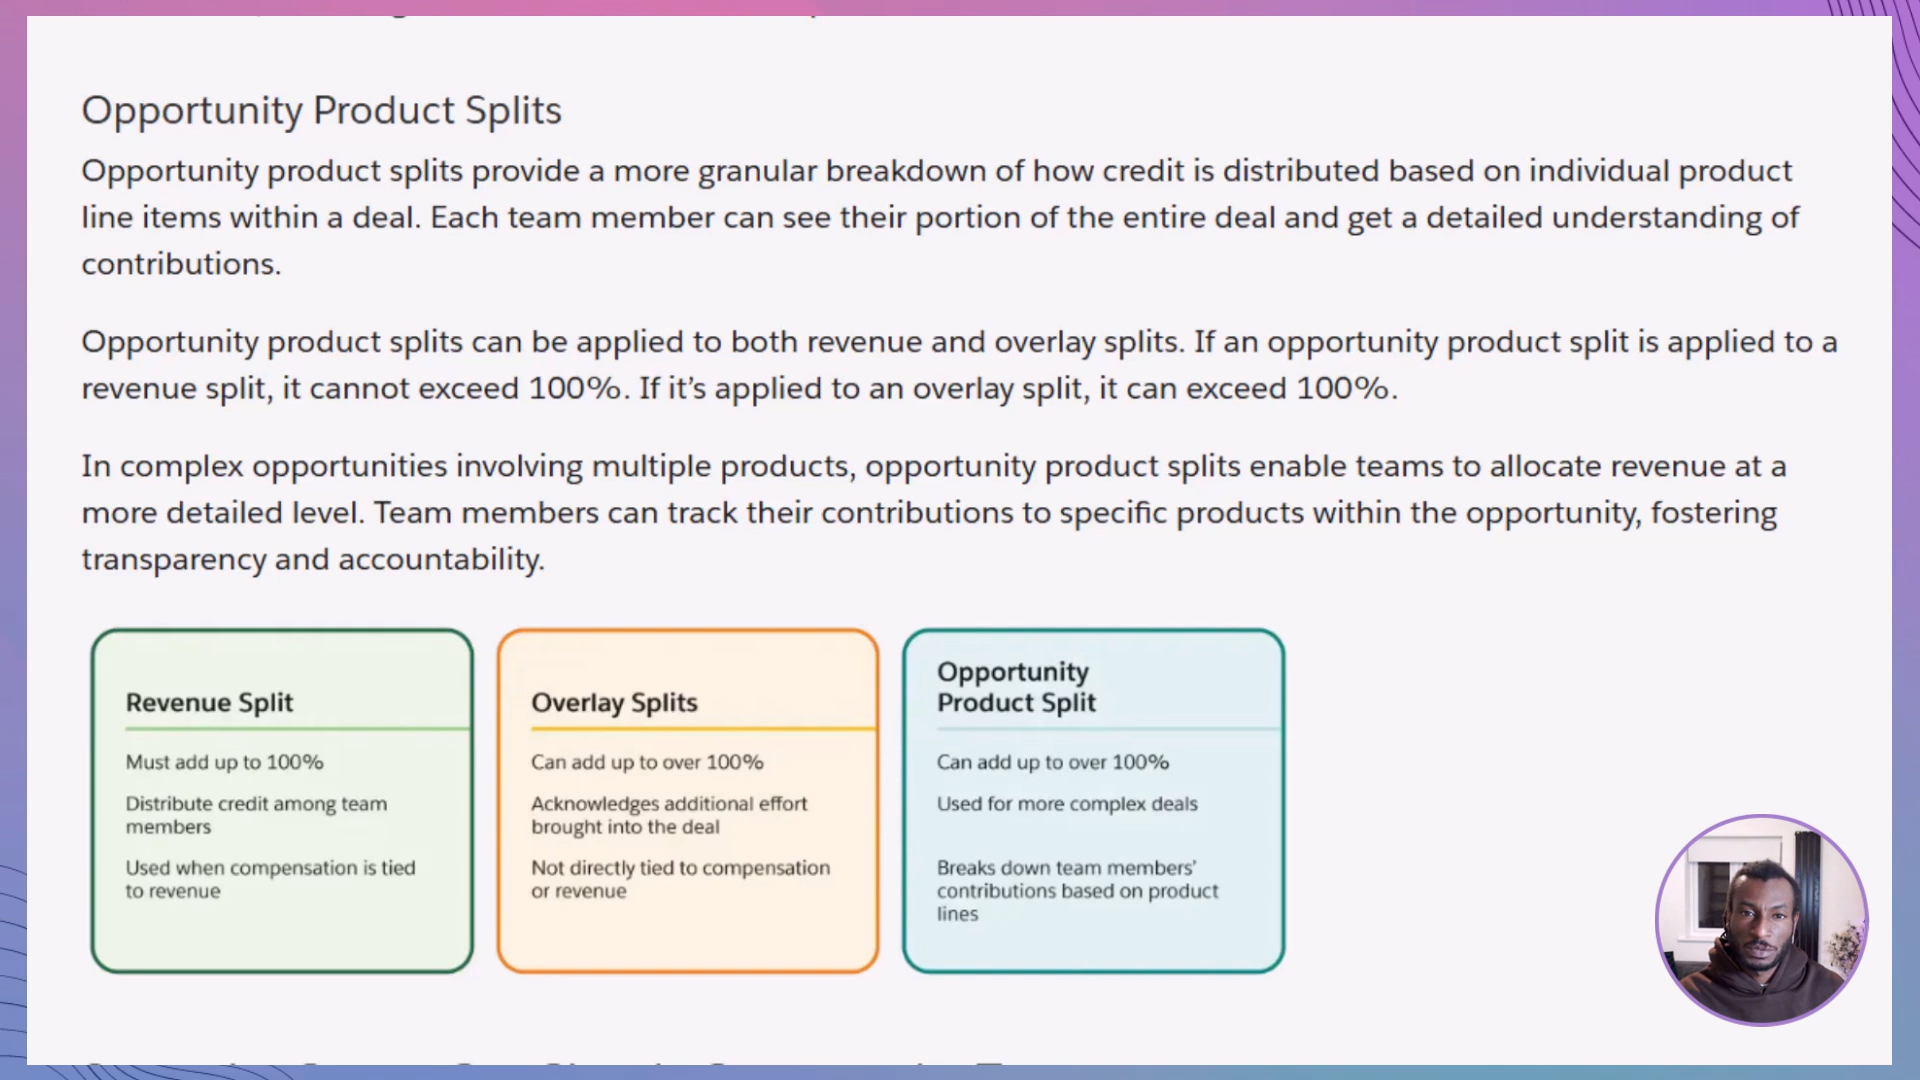 Opportunity Product Splits
Opportunity product splits provide a more granular breakdown of how credit is distributed based on individual product
line items within a deal. Each team member can see their portion of the entire deal and get a detailed understanding of
contributions.
Opportunity product splits can be applied to both revenue and overlay splits. If an opportunity product split is applied to a
revenue split, it cannot exceed 100%. If it’s applied to an overlay split, it can exceed 100%.
In complex opportunities involving multiple products, opportunity product splits enable teams to allocate revenue at a
more detailed level. Team members can track their contributions to specific products within the opportunity, fostering
transparency and accountability.
Revenue Split
Must add up to 100%
Distribute credit among team
members
Used when compensation is tied
to revenue
Overlay Splits
Can add up to over 100%
Acknowledges additional effort
brought into the deal
Not directly tied to compensation
or revenue
Opportunity
Product Split
Can add up to over 100%
Used for more complex deals
Breaks down team members’
contributions based on product
lines